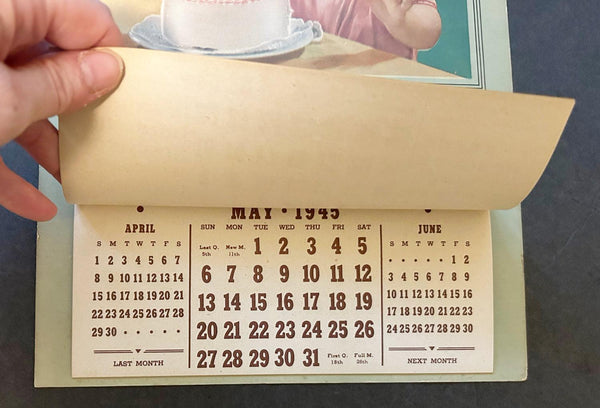 MAY • 1945
APRIL
S M T W T F S
1 2 3 4 5 6 7
8 9 10 11 12 13 14
15 16 17 18 19 20 21
22 23 24 25 26 27 28
29 30 • • • • •
LAST MONTH
SUN MON TUE WED THU FRI SAT
Last Q. 5th New M. 11th 1 2 3 4 5
6 7 8 9 10 11 12
13 14 15 16 17 18 19
20 21 22 23 24 25 26
27 28 29 30 31 First Q. 18th Full M. 26th
JUNE
S M T W T F S
• • • • • 1 2
3 4 5 6 7 8 9
10 11 12 13 14 15 16
17 18 19 20 21 22 23
24 25 26 27 28 29 30
NEXT MONTH